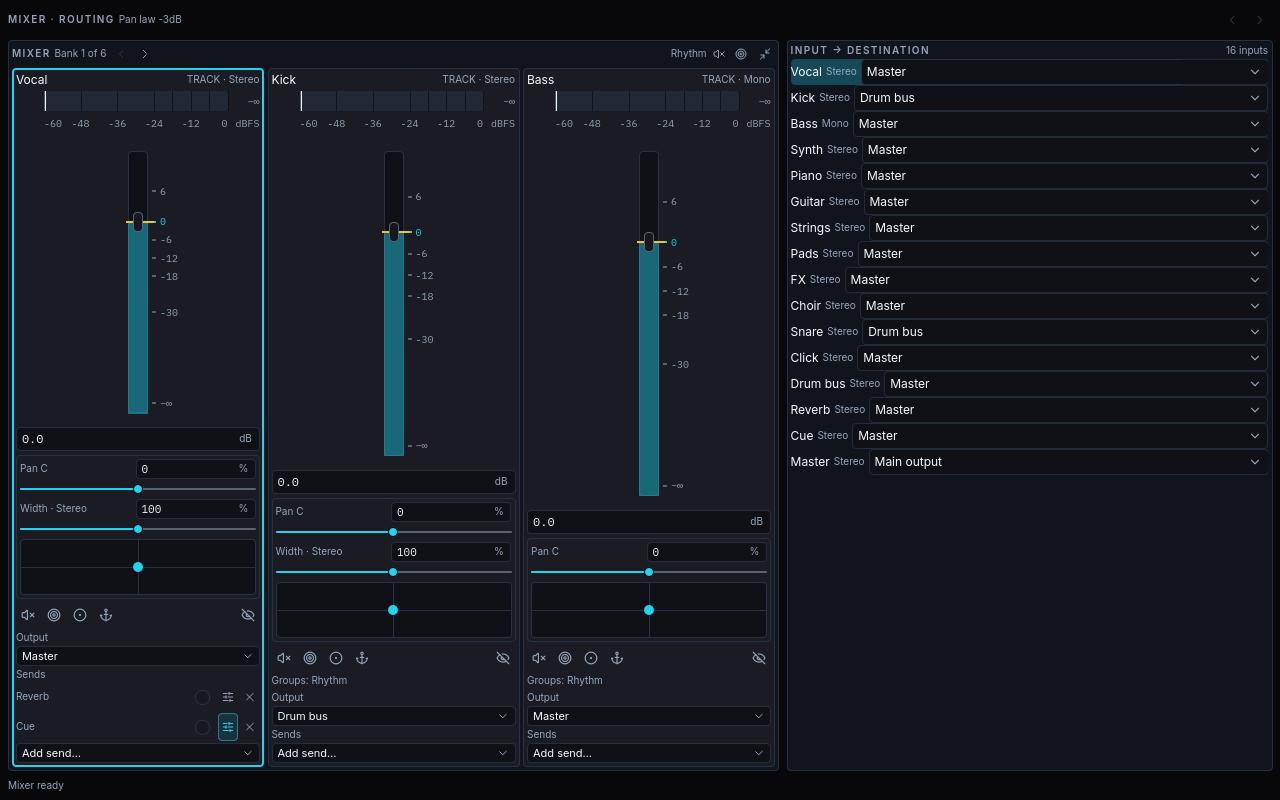 MIXER · ROUTING Pan law -3dB
MIXER Bank 1 of 6
Rhythm
Vocal TRACK · Stereo
-∞
-60 -48 -36 -24 -12 0 dBFS
6
0
-6
-12
-18
-30
-∞
0.0 dB
Pan C 0 %
Width · Stereo 100 %
Output
Master
Sends
Reverb
Cue
Add send...
Kick TRACK · Stereo
-∞
-60 -48 -36 -24 -12 0 dBFS
6
0
-6
-12
-18
-30
-∞
0.0 dB
Pan C 0 %
Width · Stereo 100 %
Groups: Rhythm
Output
Drum bus
Sends
Add send...
Bass TRACK · Mono
-∞
-60 -48 -36 -24 -12 0 dBFS
6
0
-6
-12
-18
-30
-∞
0.0 dB
Pan C 0 %
Groups: Rhythm
Output
Master
Sends
Add send...
INPUT → DESTINATION 16 inputs
Vocal Stereo Master
Kick Stereo Drum bus
Bass Mono Master
Synth Stereo Master
Piano Stereo Master
Guitar Stereo Master
Strings Stereo Master
Pads Stereo Master
FX Stereo Master
Choir Stereo Master
Snare Stereo Drum bus
Click Stereo Master
Drum bus Stereo Master
Reverb Stereo Master
Cue Stereo Master
Master Stereo Main output
Mixer ready